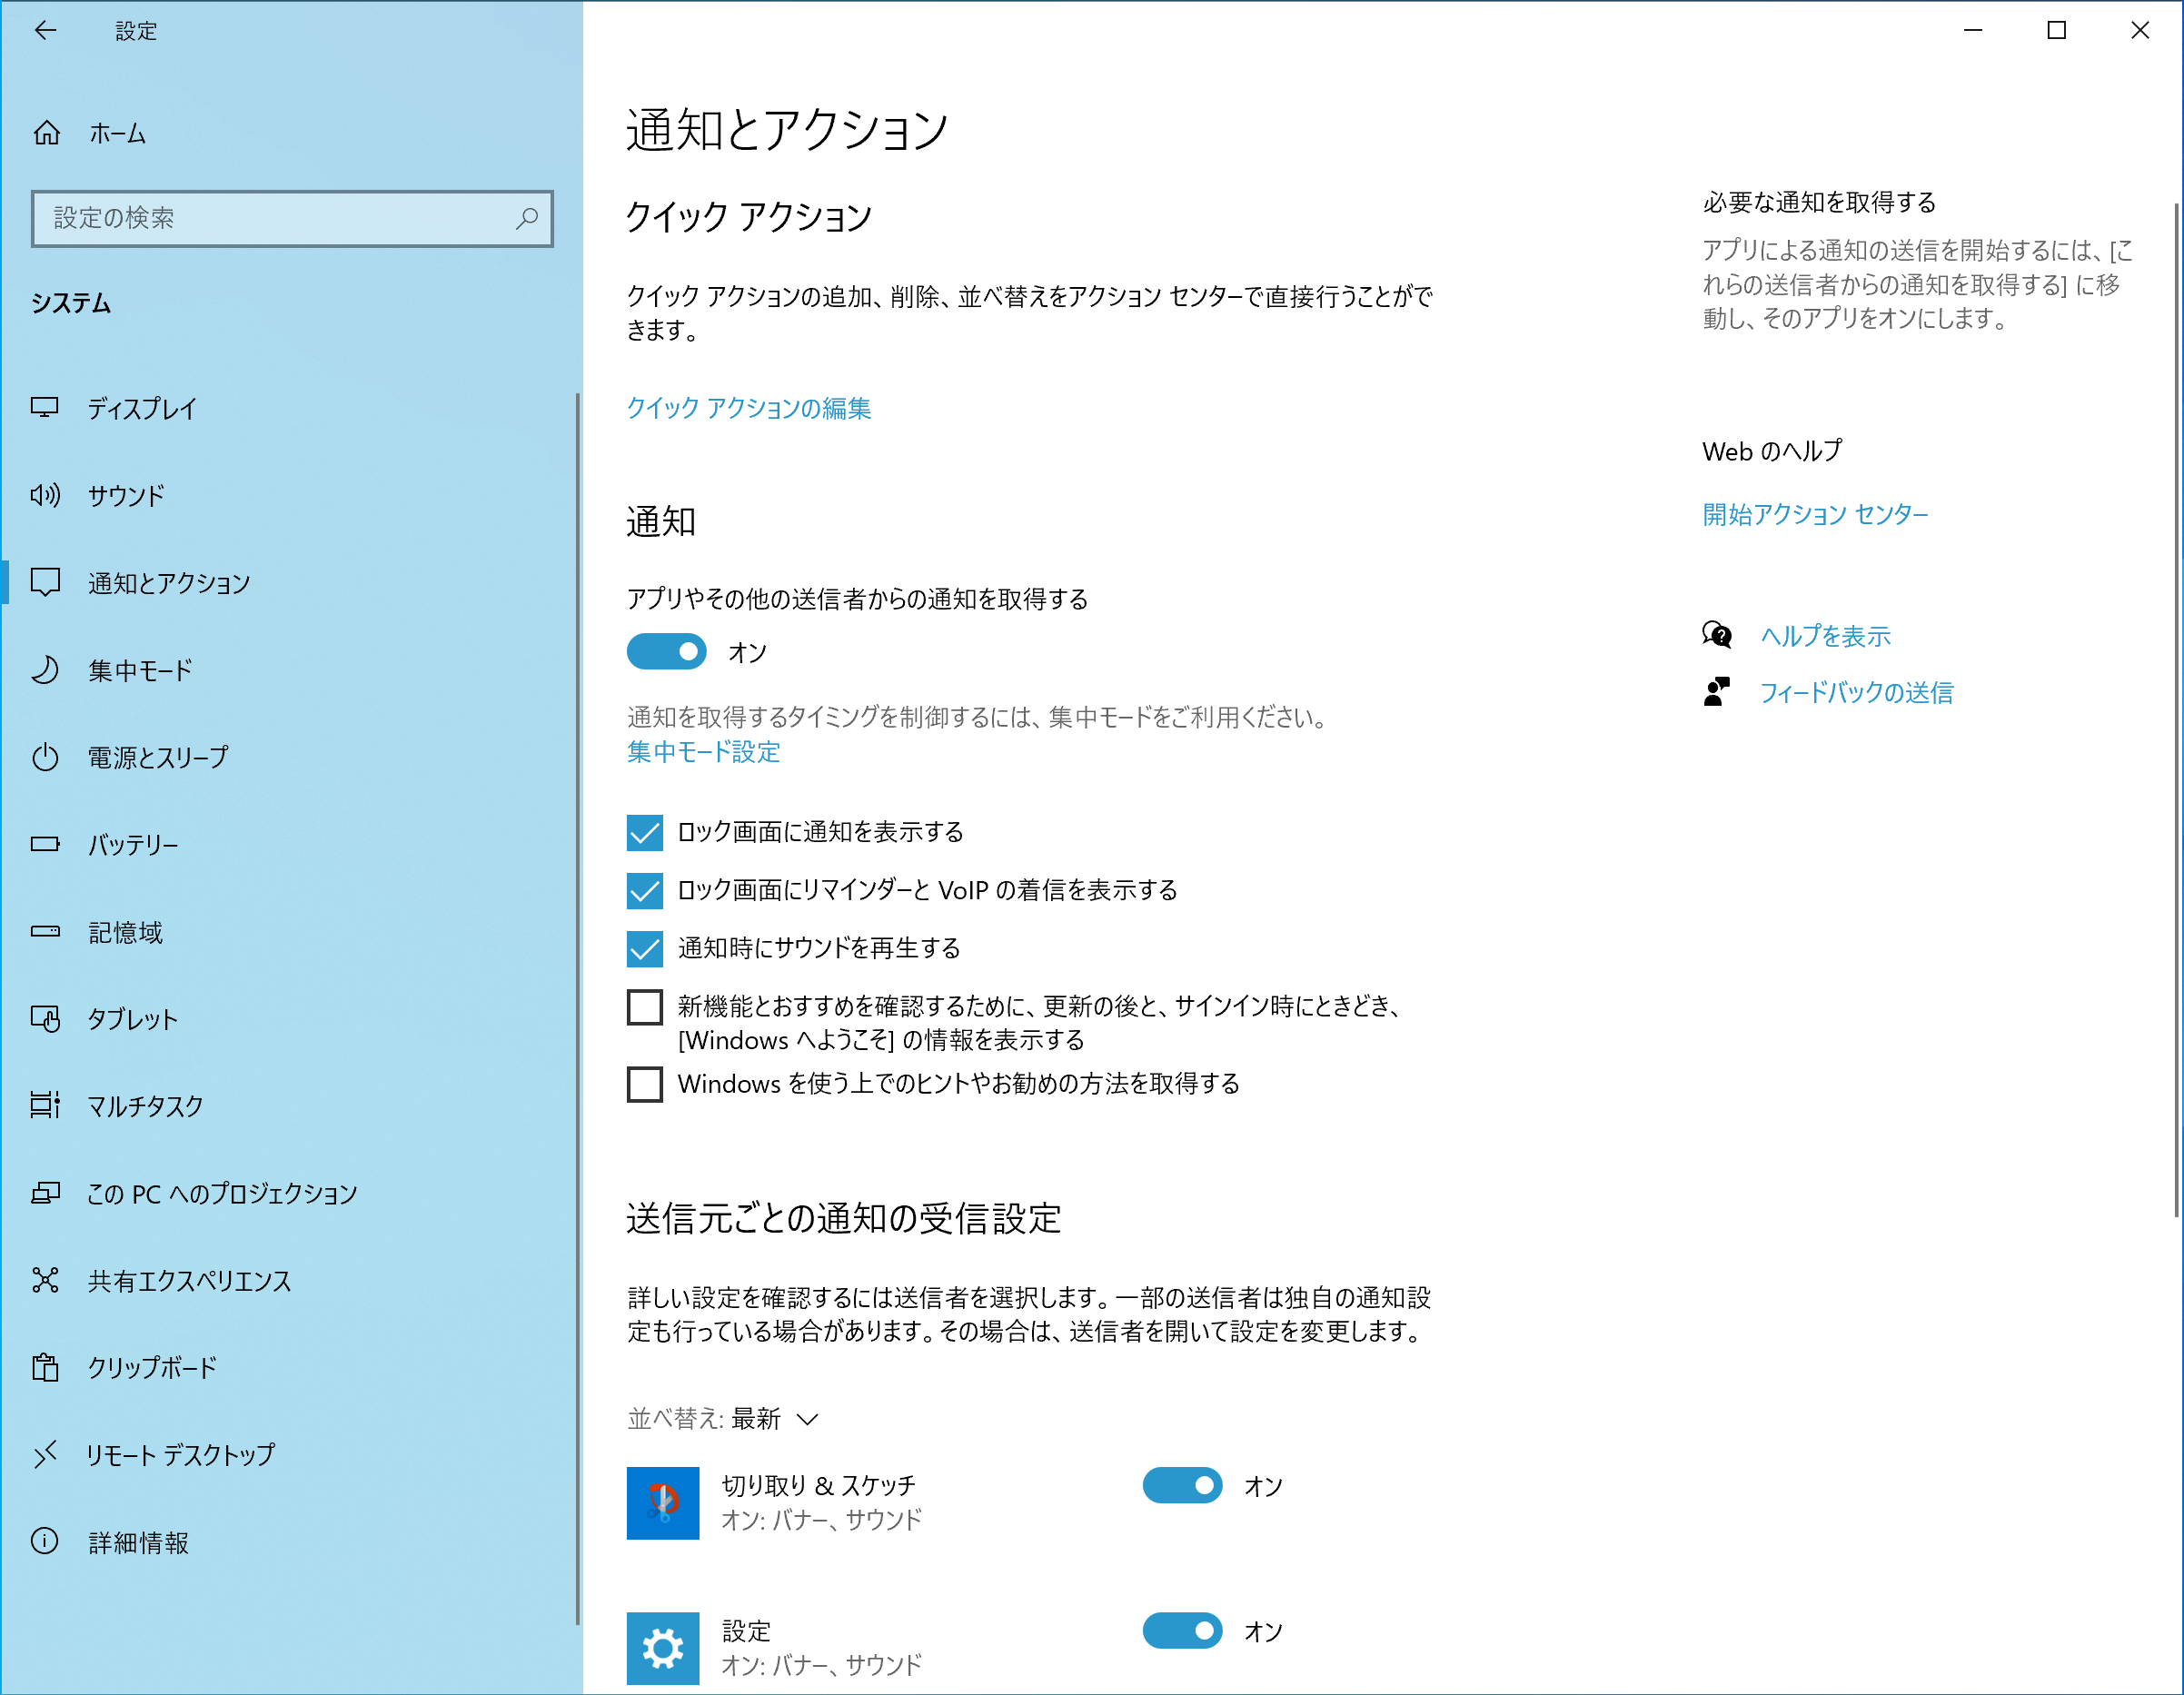 設定
ホーム
設定の検索
システム
ディスプレイ
サウンド
通知とアクション
集中モード
電源とスリープ
バッテリー
記憶域
タブレット
マルチタスク
この PC へのプロジェクション
共有エクスペリエンス
クリップボード
リモート デスクトップ
詳細情報
通知とアクション
クイック アクション
クイック アクションの追加、削除、並べ替えをアクション センターで直接行うことがで
きます。
クイック アクションの編集
通知
アプリやその他の送信者からの通知を取得する
オン
通知を取得するタイミングを制御するには、集中モードをご利用ください。
集中モード設定
ロック画面に通知を表示する
ロック画面にリマインダーと VoIP の着信を表示する
通知時にサウンドを再生する
新機能とおすすめを確認するために、更新の後と、サインイン時にときどき、
[Windows へようこそ] の情報を表示する
Windows を使う上でのヒントやお勧めの方法を取得する
送信元ごとの通知の受信設定
詳しい設定を確認するには送信者を選択します。一部の送信者は独自の通知設
定も行っている場合があります。その場合は、送信者を開いて設定を変更します。
並べ替え: 最新
切り取り & スケッチ
オン: バナー、サウンド
オン
設定
オン: バナー、サウンド
オン
必要な通知を取得する
アプリによる通知の送信を開始するには、[こ
れらの送信者からの通知を取得する] に移
動し、そのアプリをオンにします。
Web のヘルプ
開始アクション センター
ヘルプを表示
フィードバックの送信